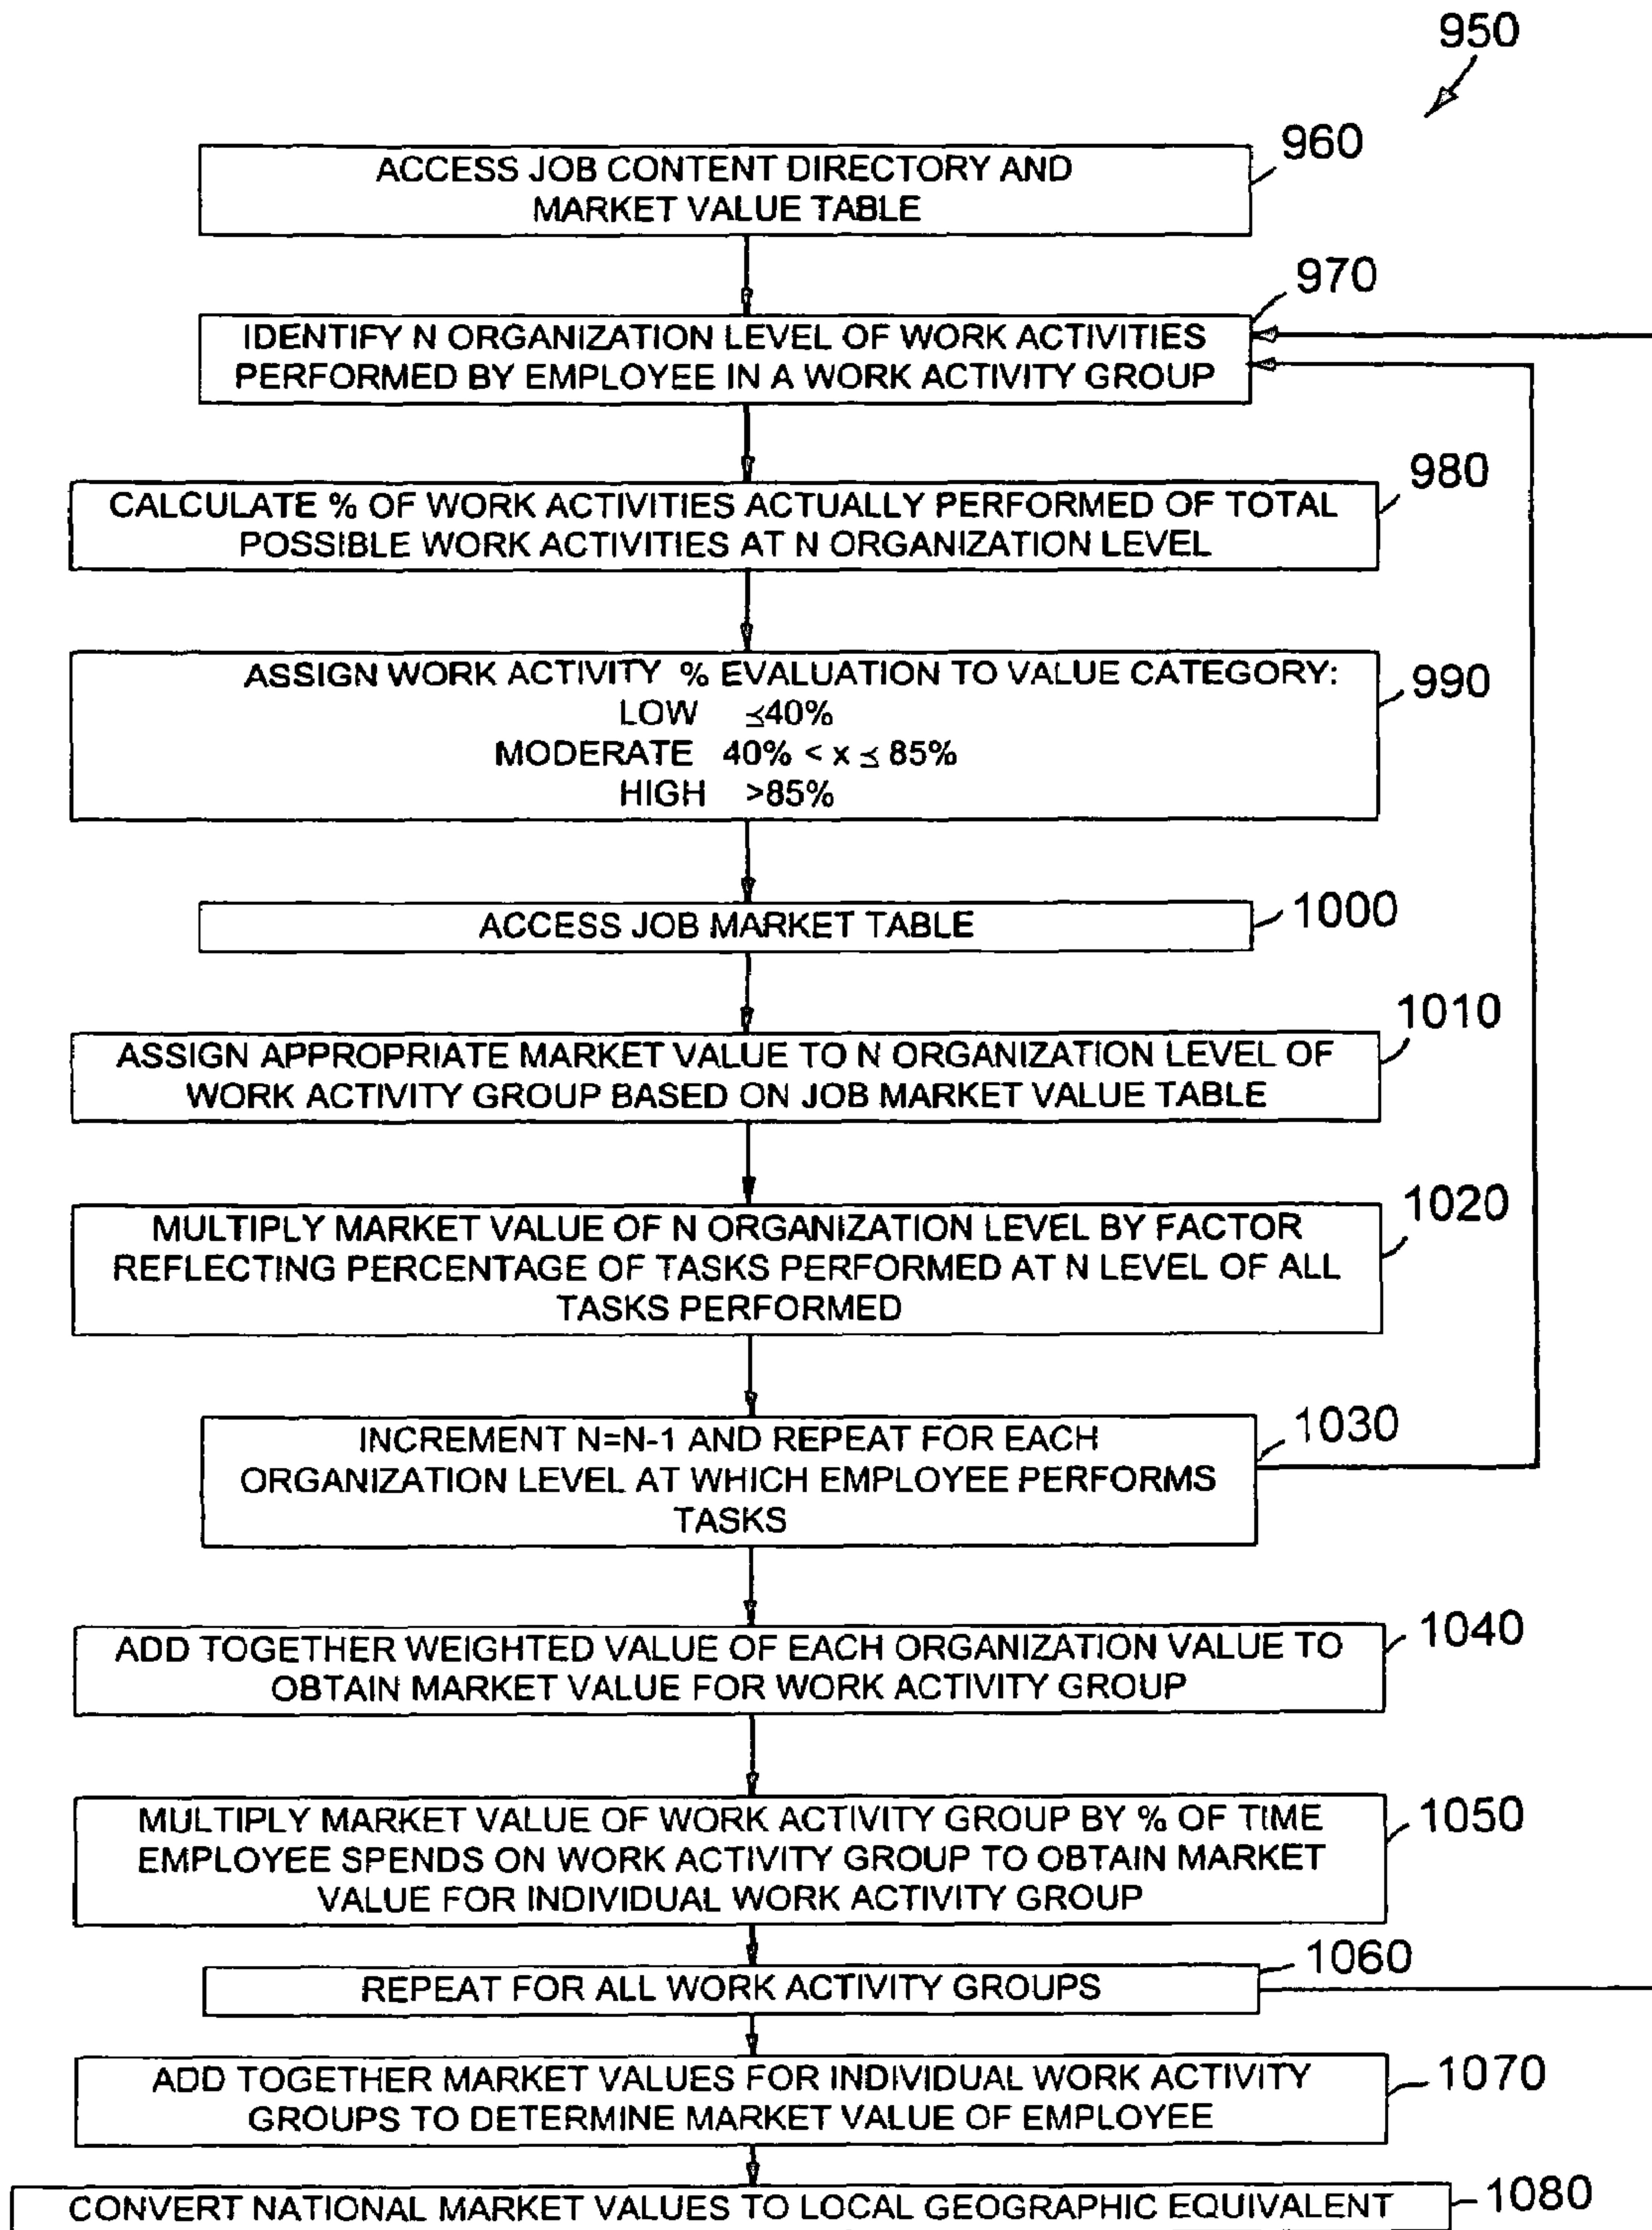 950
960
ACCESS JOB CONTENT DIRECTORY AND
MARKET VALUE TABLE
970
IDENTIFY N ORGANIZATION LEVEL OF WORK ACTIVITIES
PERFORMED BY EMPLOYEE IN A WORK ACTIVITY GROUP
980
CALCULATE % OF WORK ACTIVITIES ACTUALLY PERFORMED OF TOTAL
POSSIBLE WORK ACTIVITIES AT N ORGANIZATION LEVEL
990
ASSIGN WORK ACTIVITY % EVALUATION TO VALUE CATEGORY:
LOW ≤40%
MODERATE 40% < x ≤ 85%
HIGH >85%
1000
ACCESS JOB MARKET TABLE
1010
ASSIGN APPROPRIATE MARKET VALUE TO N ORGANIZATION LEVEL OF
WORK ACTIVITY GROUP BASED ON JOB MARKET VALUE TABLE
1020
MULTIPLY MARKET VALUE OF N ORGANIZATION LEVEL BY FACTOR
REFLECTING PERCENTAGE OF TASKS PERFORMED AT N LEVEL OF ALL
TASKS PERFORMED
1030
INCREMENT N=N-1 AND REPEAT FOR EACH
ORGANIZATION LEVEL AT WHICH EMPLOYEE PERFORMS
TASKS
1040
ADD TOGETHER WEIGHTED VALUE OF EACH ORGANIZATION VALUE TO
OBTAIN MARKET VALUE FOR WORK ACTIVITY GROUP
1050
MULTIPLY MARKET VALUE OF WORK ACTIVITY GROUP BY % OF TIME
EMPLOYEE SPENDS ON WORK ACTIVITY GROUP TO OBTAIN MARKET
VALUE FOR INDIVIDUAL WORK ACTIVITY GROUP
1060
REPEAT FOR ALL WORK ACTIVITY GROUPS
1070
ADD TOGETHER MARKET VALUES FOR INDIVIDUAL WORK ACTIVITY
GROUPS TO DETERMINE MARKET VALUE OF EMPLOYEE
1080
CONVERT NATIONAL MARKET VALUES TO LOCAL GEOGRAPHIC EQUIVALENT